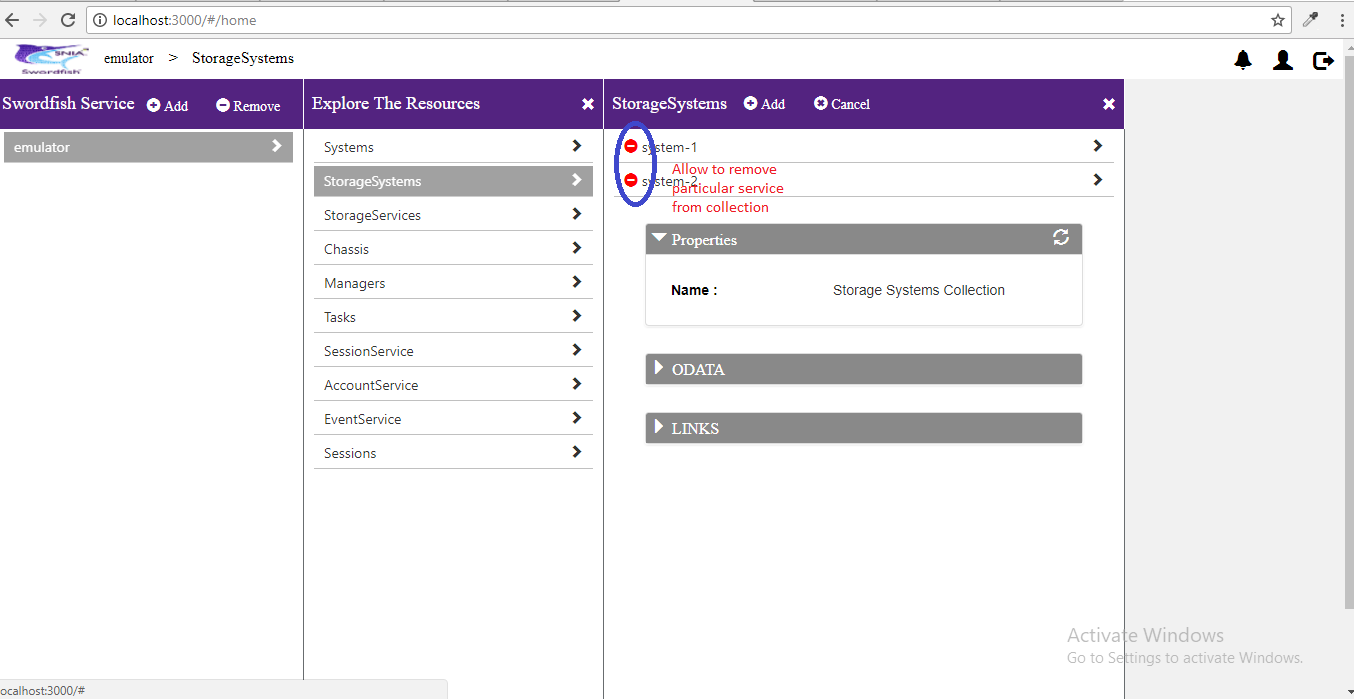 localhost:3000/#/home
SNIA
Swordfish
emulator > StorageSystems
Swordfish Service Add Remove
emulator
Explore The Resources
Systems
StorageSystems
StorageServices
Chassis
Managers
Tasks
SessionService
AccountService
EventService
Sessions
StorageSystems Add Cancel
system-1
system-2
Allow to remove
particular service
from collection
Properties
Name : Storage Systems Collection
ODATA
LINKS
Activate Windows
Go to Settings to activate Windows.
ocalhost:3000/#